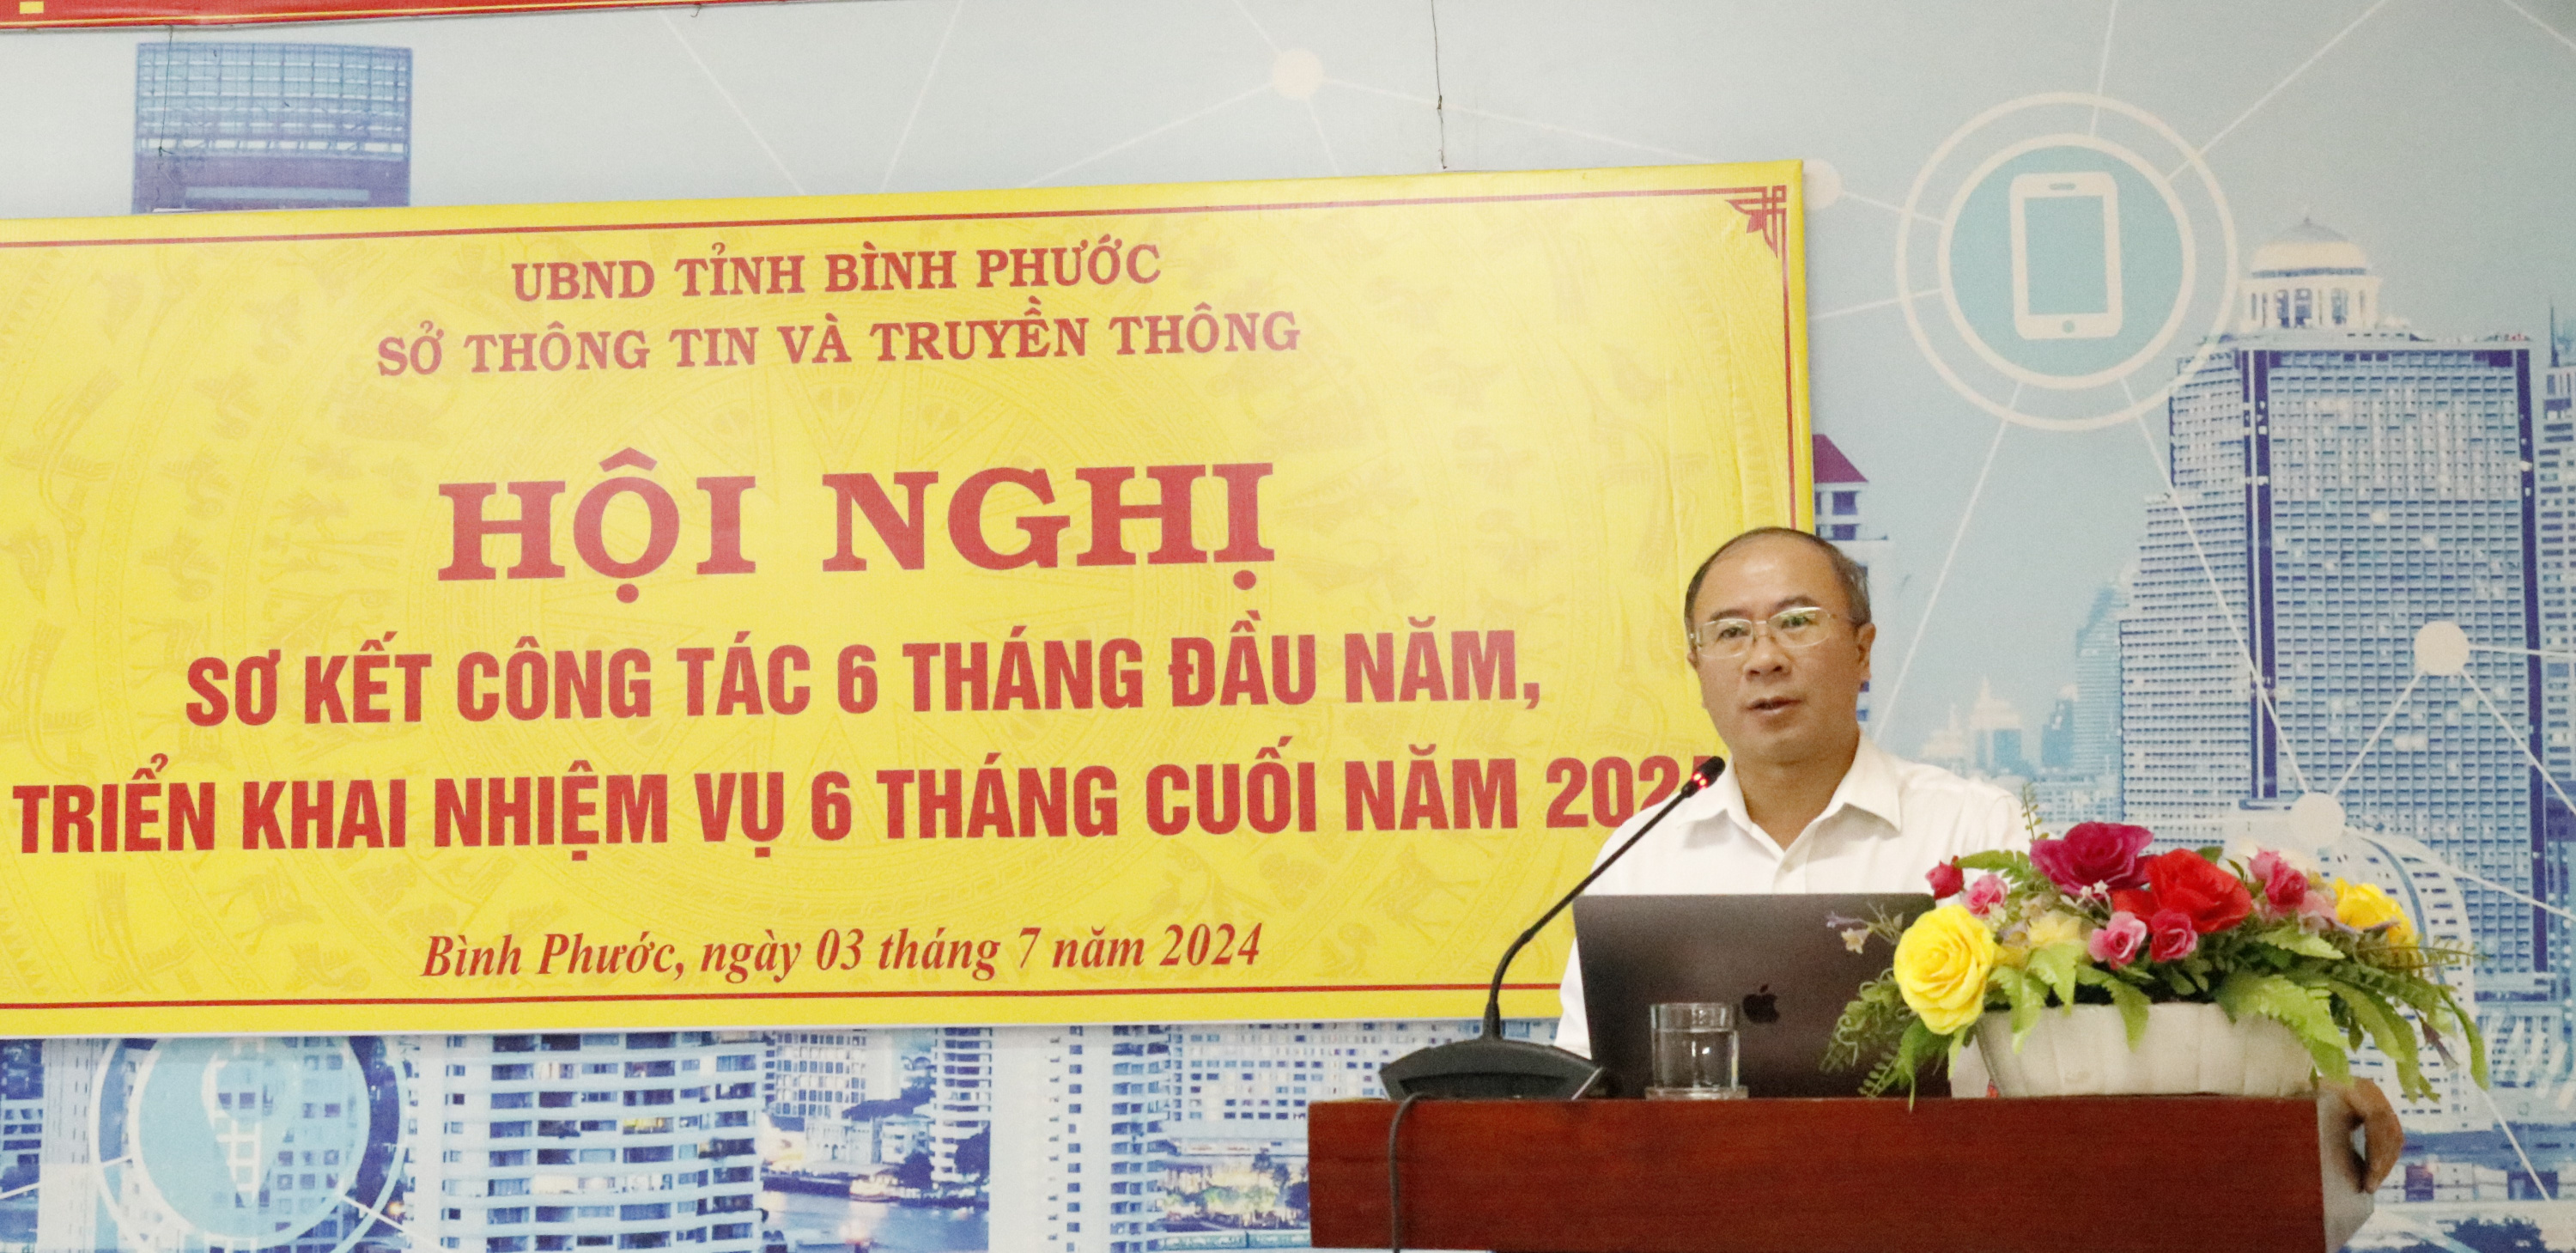 UBND TỈNH BÌNH PHƯỚC
SỞ THÔNG TIN VÀ TRUYỀN THÔNG
HỘI NGHỊ
SƠ KẾT CÔNG TÁC 6 THÁNG ĐẦU NĂM,
TRIỂN KHAI NHIỆM VỤ 6 THÁNG CUỐI NĂM 2024
Bình Phước, ngày 03 tháng 7 năm 2024